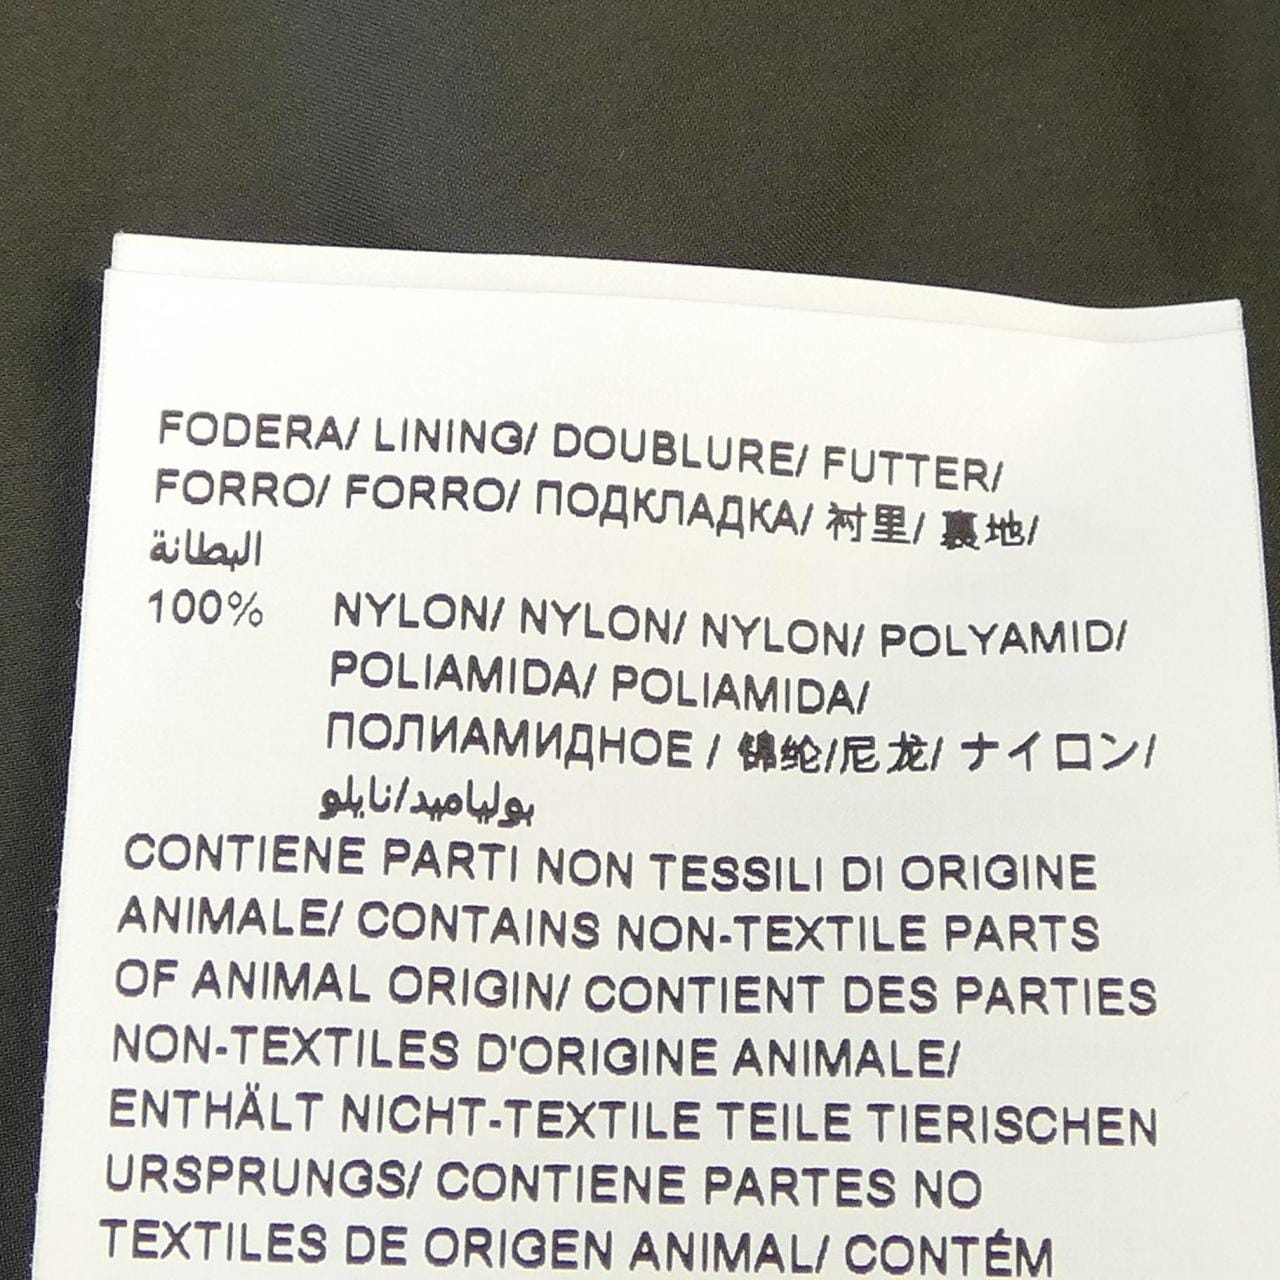 FODERA/ LINING/ DOUBLURE/ FUTTER/
FORRO/ FORRO/ ПОДКЛАДКА/ 衬里/ 裏地/
البطانة
100% NYLON/ NYLON/ NYLON/ POLYAMID/
POLIAMIDA/ POLIAMIDA/
ПОЛИАМИДНОЕ / 锦纶/尼龙/ ナイロン/
بولياميد/نايلو
CONTIENE PARTI NON TESSILI DI ORIGINE
ANIMALE/ CONTAINS NON-TEXTILE PARTS
OF ANIMAL ORIGIN/ CONTIENT DES PARTIES
NON-TEXTILES D'ORIGINE ANIMALE/
ENTHÄLT NICHT-TEXTILE TEILE TIERISCHEN
URSPRUNGS/ CONTIENE PARTES NO
TEXTILES DE ORIGEN ANIMAL/ CONTÉM